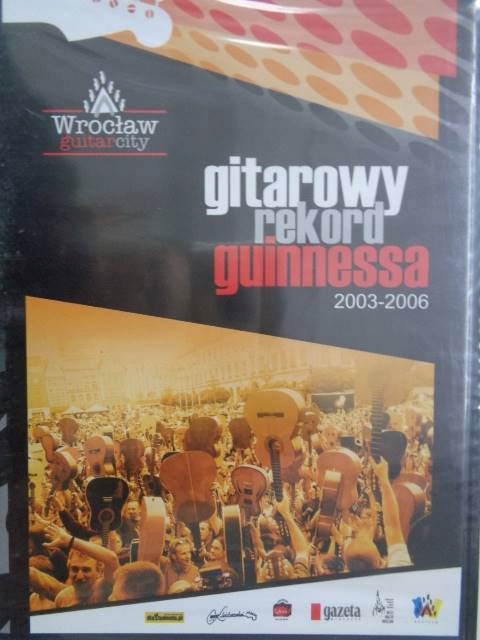 Wrocław
guitarcity
gitarowy
rekord
guinnessa
2003-2006
gazeta